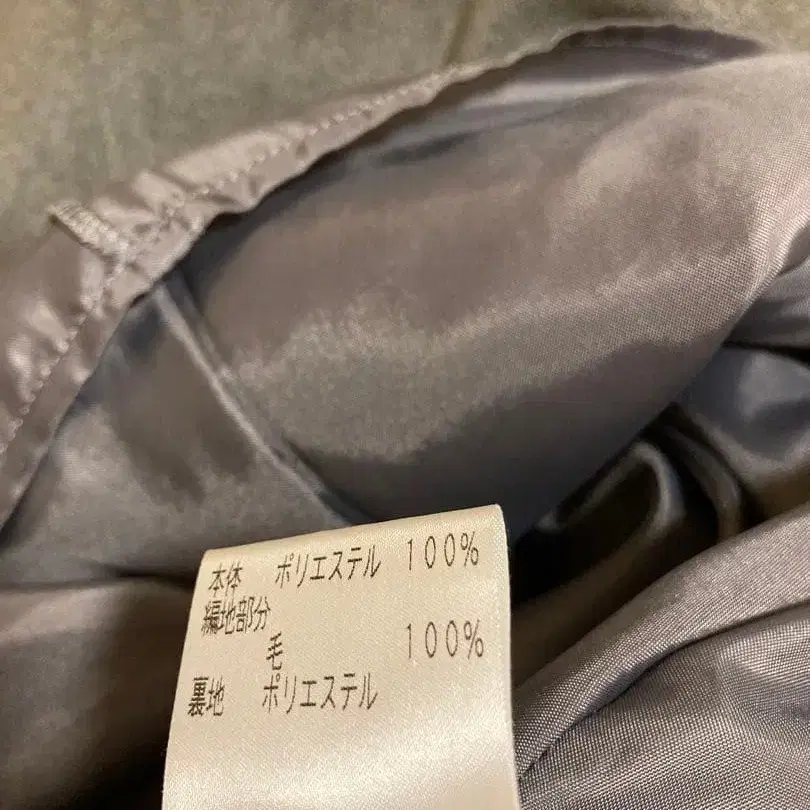 本体 ポリエステル 100%
編地部分
毛 100%
裏地 ポリエステル